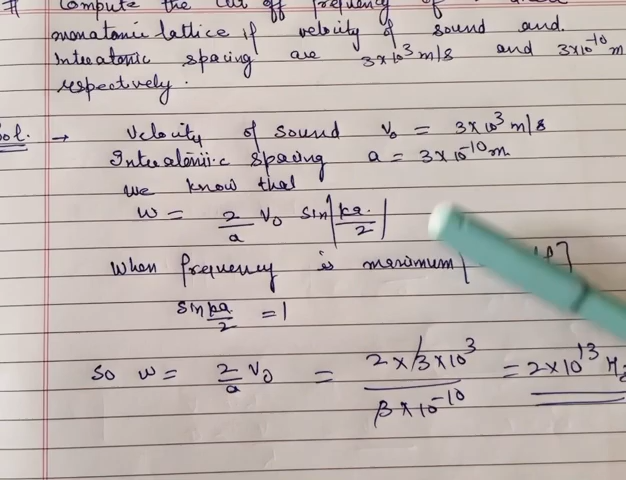 # Compute the cut off frequency of a
monatomic lattice if velocity of sound and.
Interatomic spacing are 3×10³ m/s and 3×10⁻¹⁰ m
respectively.
Sol. → Velocity of sound v₀ = 3×10³ m/s
Interatomic spacing a = 3×10⁻¹⁰ m.
we know that
ω = 2/a v₀ sin|ka/2|
When frequency is maximum [
sin ka/2 = 1
so ω = 2/a v₀ = 2×3×10³/3×10⁻¹⁰ = 2×10¹³ Hz